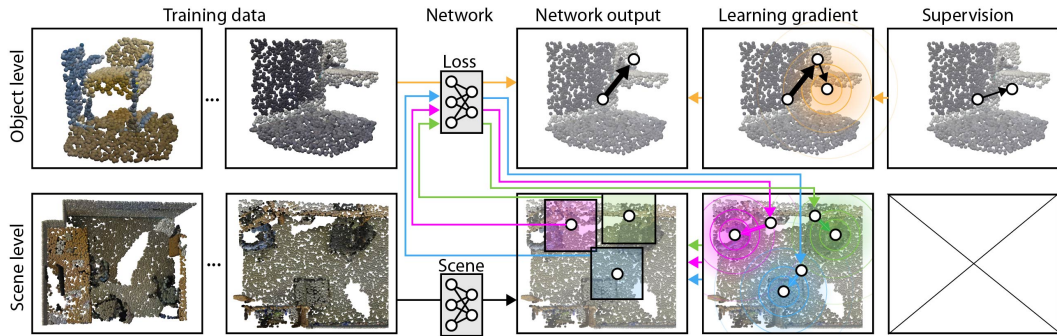 Training data
Network
Network output
Learning gradient
Supervision
Object level
...
Loss
Scene level
...
Scene